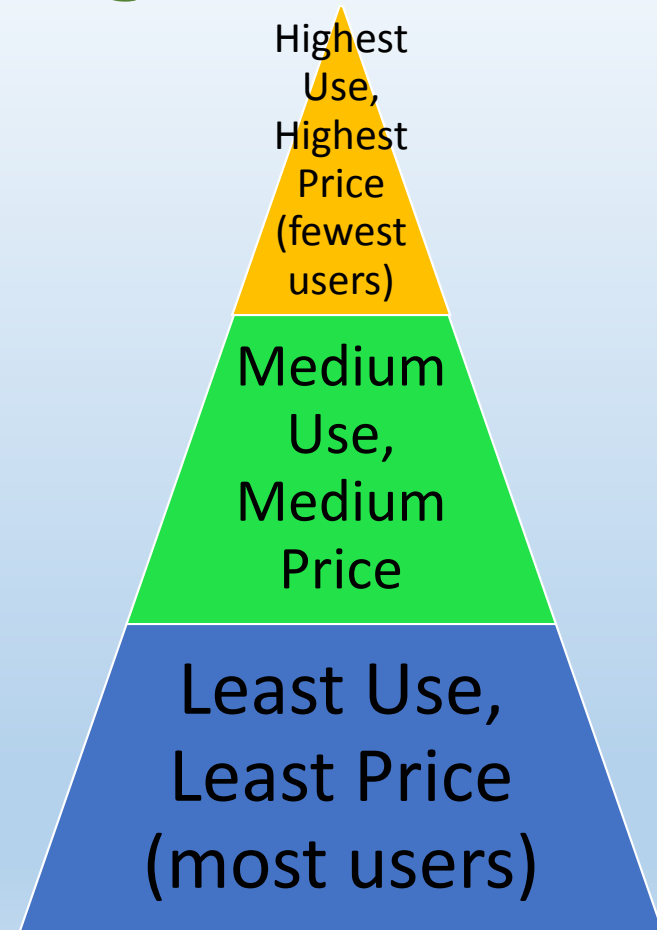 Highest
Use,
Highest
Price
(fewest
users)
Medium
Use,
Medium
Price
Least Use,
Least Price
(most users)